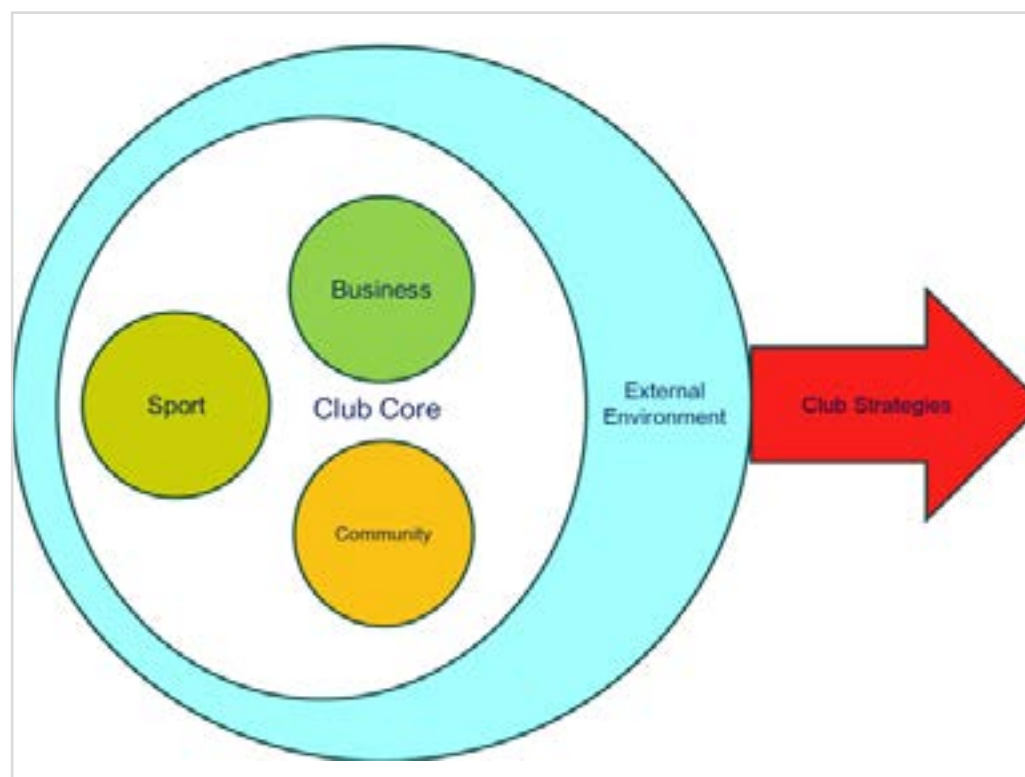 Business
Sport
Club Core
Community
External
Environment
Club Strategies